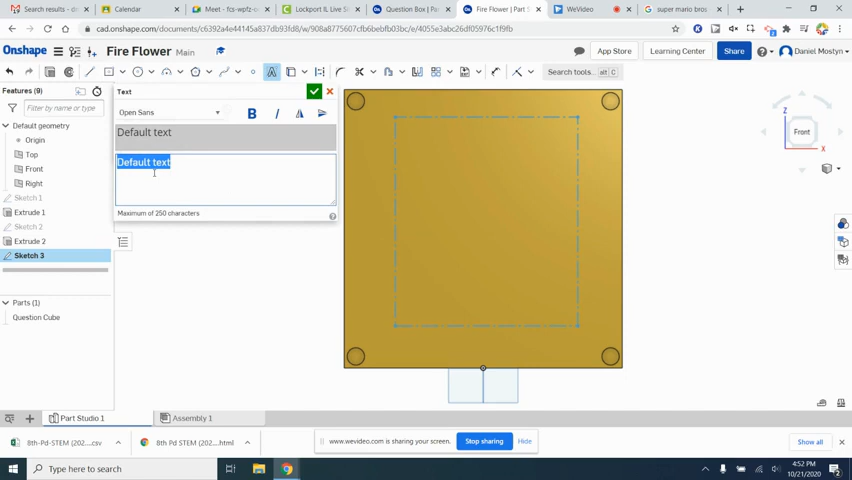 Search results - d
Calendar
Meet - fcs-wpfz-o
Lockport & Live S
Question Box | Pa
Fire Flower | Part S
WeVideo
super mario bros
cad.onshape.com/documents/c6392a4e4145a837db93fd9d/w/908a8775687c6bbebfb03bc/e/4055e3abc26df05976c1f9fb
Onshape
Fire Flower Main
App Store
Learning Center
Share
Daniel Mostyn
Search tools... alt C
Features (9)
Filter by name or type
Default geometry
Origin
Top
Front
Right
Sketch 1
Extrude 1
Sketch 2
Extrude 2
Sketch 3
Parts (1)
Question Cube
Text
Open Sans
B
I
Default text
Default text
Maximum of 250 characters
Z
Front
X
Part Studio 1
Assembly 1
8th-Pd-STEM (202....csv
8th Pd STEM (202....html
www.wevideo.com is sharing your screen.
Stop sharing
Hide
Show all
Type here to search
4:52 PM
10/21/2020